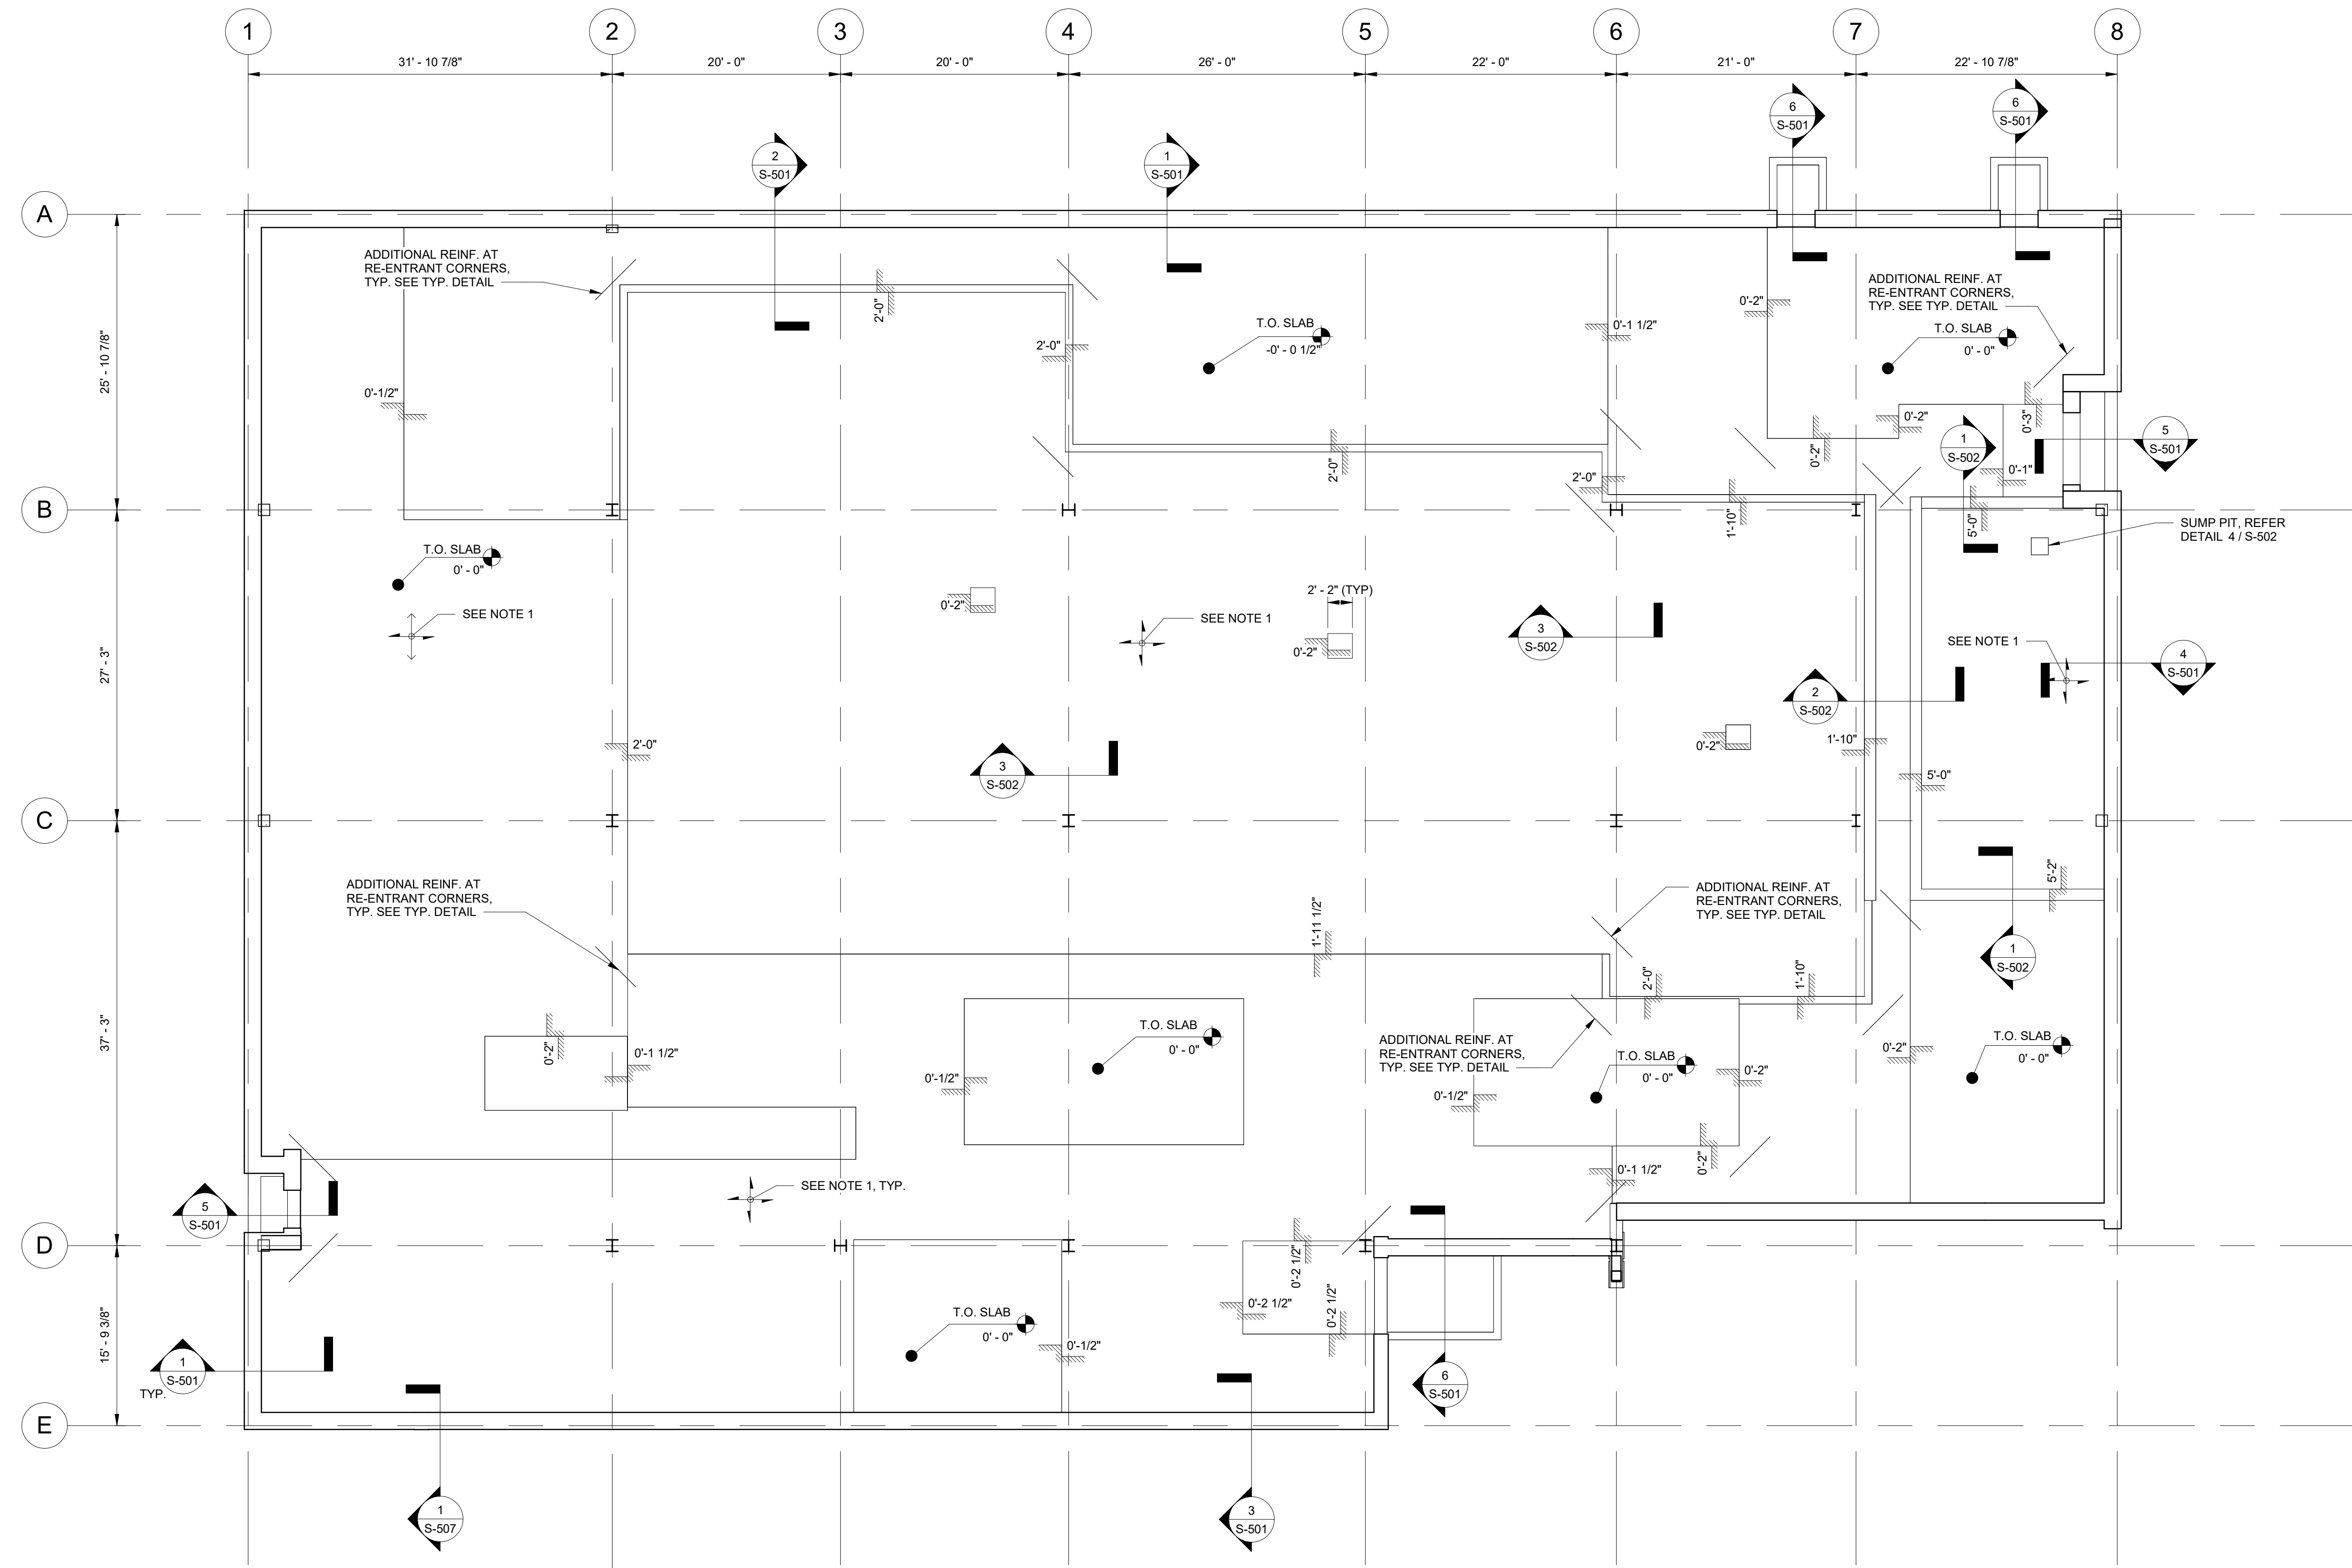 1
2
3
4
5
6
7
8
31' - 10 7/8"
20' - 0"
20' - 0"
26' - 0"
22' - 0"
21' - 0"
22' - 10 7/8"
6
S-501
6
S-501
2
S-501
1
S-501
A
ADDITIONAL REINF. AT
RE-ENTRANT CORNERS,
TYP. SEE TYP. DETAIL
ADDITIONAL REINF. AT
RE-ENTRANT CORNERS,
TYP. SEE TYP. DETAIL
2'-0"
0'-2"
T.O. SLAB
-0' - 0 1/2"
0'-1 1/2"
T.O. SLAB
0' - 0"
2'-0"
25' - 10 7/8"
0'-1/2"
0'-2"
0'-3"
1
S-502
5
S-501
2'-0"
0'-2"
2'-0"
0'-1"
B
1'-10"
5'-0"
SUMP PIT, REFER
DETAIL 4 / S-502
T.O. SLAB
0' - 0"
2' - 2" (TYP)
0'-2"
SEE NOTE 1
SEE NOTE 1
3
S-502
SEE NOTE 1
0'-2"
4
S-501
27' - 3"
2
S-502
2'-0"
1'-10"
0'-2"
3
S-502
5'-0"
C
5'-2"
ADDITIONAL REINF. AT
RE-ENTRANT CORNERS,
TYP. SEE TYP. DETAIL
ADDITIONAL REINF. AT
RE-ENTRANT CORNERS,
TYP. SEE TYP. DETAIL
1'-11 1/2"
1
S-502
2'-0"
1'-10"
37' - 3"
T.O. SLAB
0' - 0"
ADDITIONAL REINF. AT
RE-ENTRANT CORNERS,
TYP. SEE TYP. DETAIL
T.O. SLAB
0' - 0"
T.O. SLAB
0' - 0"
0'-2"
0'-1 1/2"
0'-2"
0'-1/2"
0'-2"
0'-1/2"
0'-2"
0'-1 1/2"
SEE NOTE 1, TYP.
5
S-501
D
0'-2 1/2"
0'-2 1/2"
0'-2 1/2"
T.O. SLAB
0' - 0"
0'-1/2"
15' - 9 3/8"
1
S-501
TYP.
6
S-501
E
1
S-507
3
S-501